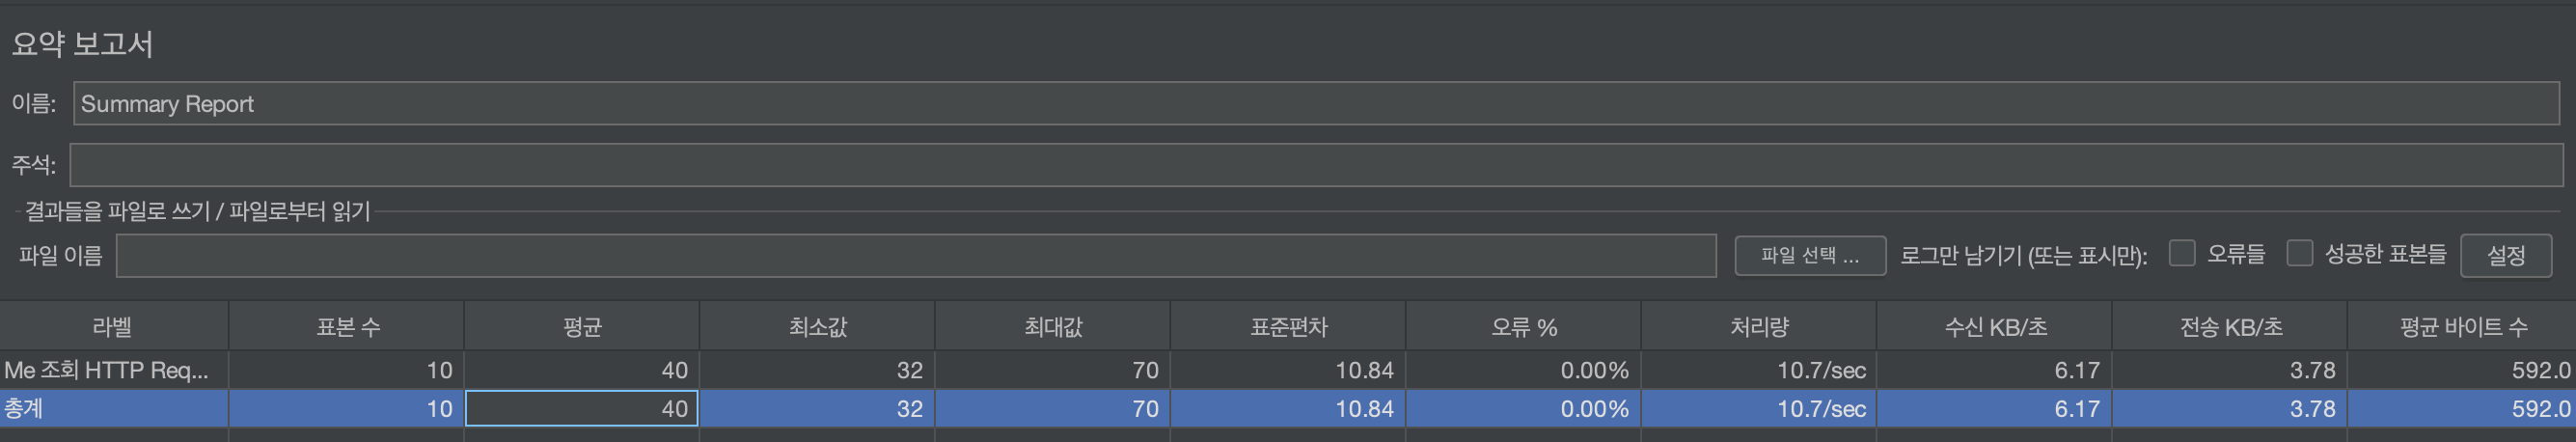 요약 보고서
이름: Summary Report
주석:
결과들을 파일로 쓰기 / 파일로부터 읽기
파일 이름 파일 선택 ... 로그만 남기기 (또는 표시만): 오류들 성공한 표본들 설정
라벨 표본 수 평균 최소값 최대값 표준편차 오류 % 처리량 수신 KB/초 전송 KB/초 평균 바이트 수
Me 조회 HTTP Req... 10 40 32 70 10.84 0.00% 10.7/sec 6.17 3.78 592.0
총계 10 40 32 70 10.84 0.00% 10.7/sec 6.17 3.78 592.0